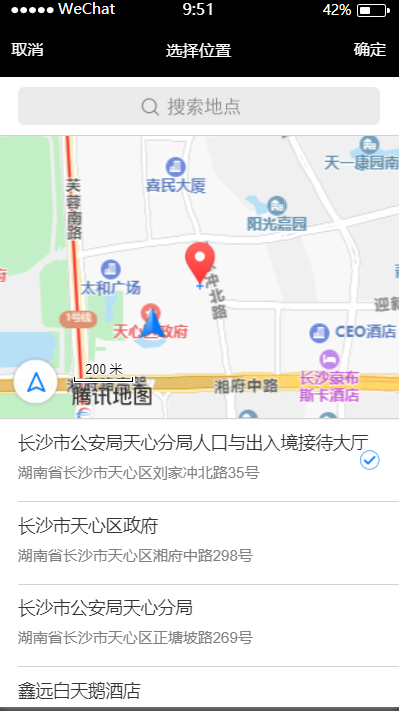 WeChat 9:51 42%
取消 选择位置 确定
搜索地点
天一康园南
喜民大厦
芙蓉南路
阳光嘉园
太和广场
冲北路
迎新
1号线
天心区政府
CEO酒店
长沙豪布斯卡酒店
200 米
湘府中路
腾讯地图
长沙市公安局天心分局人口与出入境接待大厅
湖南省长沙市天心区刘家冲北路35号
长沙市天心区政府
湖南省长沙市天心区湘府中路298号
长沙市公安局天心分局
湖南省长沙市天心区正塘坡路269号
鑫远白天鹅酒店